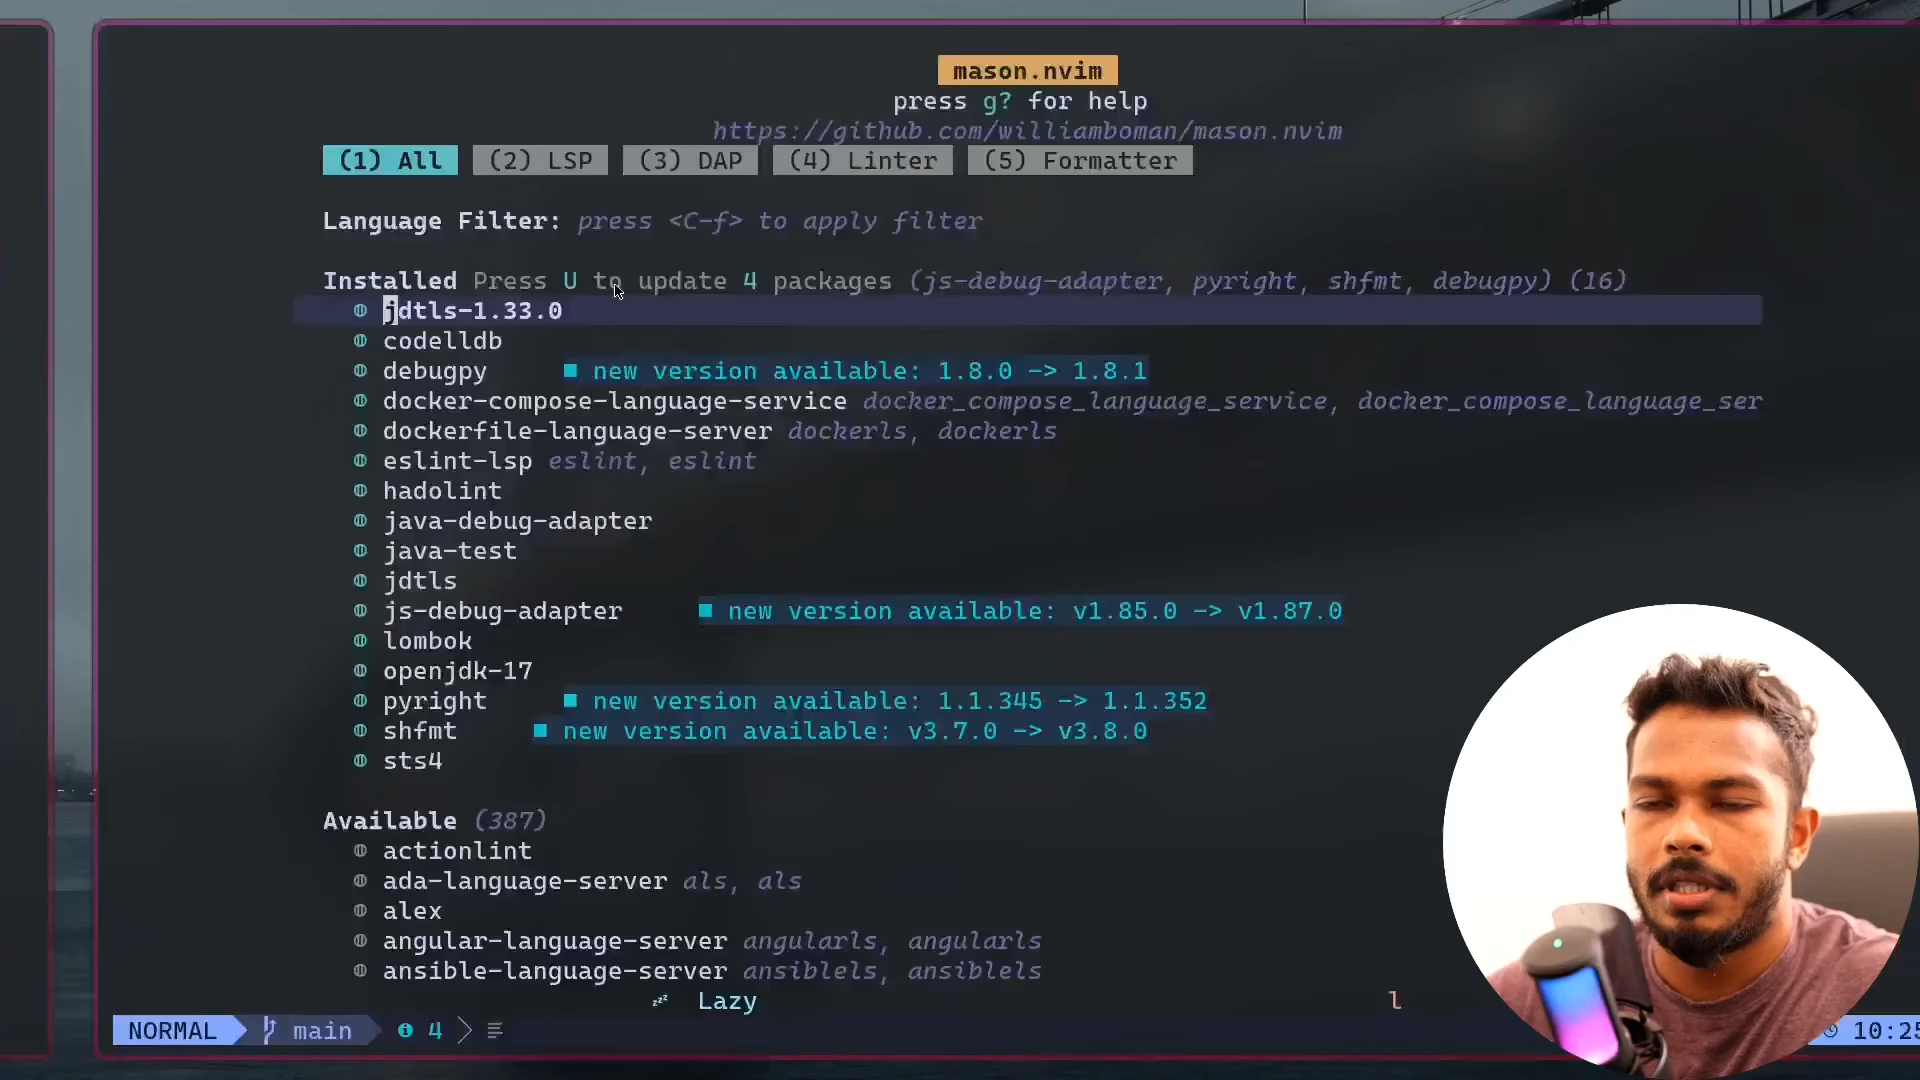 mason.nvim
press g? for help
https://github.com/williamboman/mason.nvim
(1) All (2) LSP (3) DAP (4) Linter (5) Formatter
Language Filter: press <C-f> to apply filter
Installed Press U to update 4 packages (js-debug-adapter, pyright, shfmt, debugpy) (16)
jdtls-1.33.0
codelldb
debugpy ■ new version available: 1.8.0 -> 1.8.1
docker-compose-language-service docker_compose_language_service, docker_compose_language_ser
dockerfile-language-server dockerls, dockerls
eslint-lsp eslint, eslint
hadolint
java-debug-adapter
java-test
jdtls
js-debug-adapter ■ new version available: v1.85.0 -> v1.87.0
lombok
openjdk-17
pyright ■ new version available: 1.1.345 -> 1.1.352
shfmt ■ new version available: v3.7.0 -> v3.8.0
sts4
Available (387)
actionlint
ada-language-server als, als
alex
angular-language-server angularls, angularls
ansible-language-server ansiblels, ansiblels
zzz Lazy l
NORMAL main 4 10:25